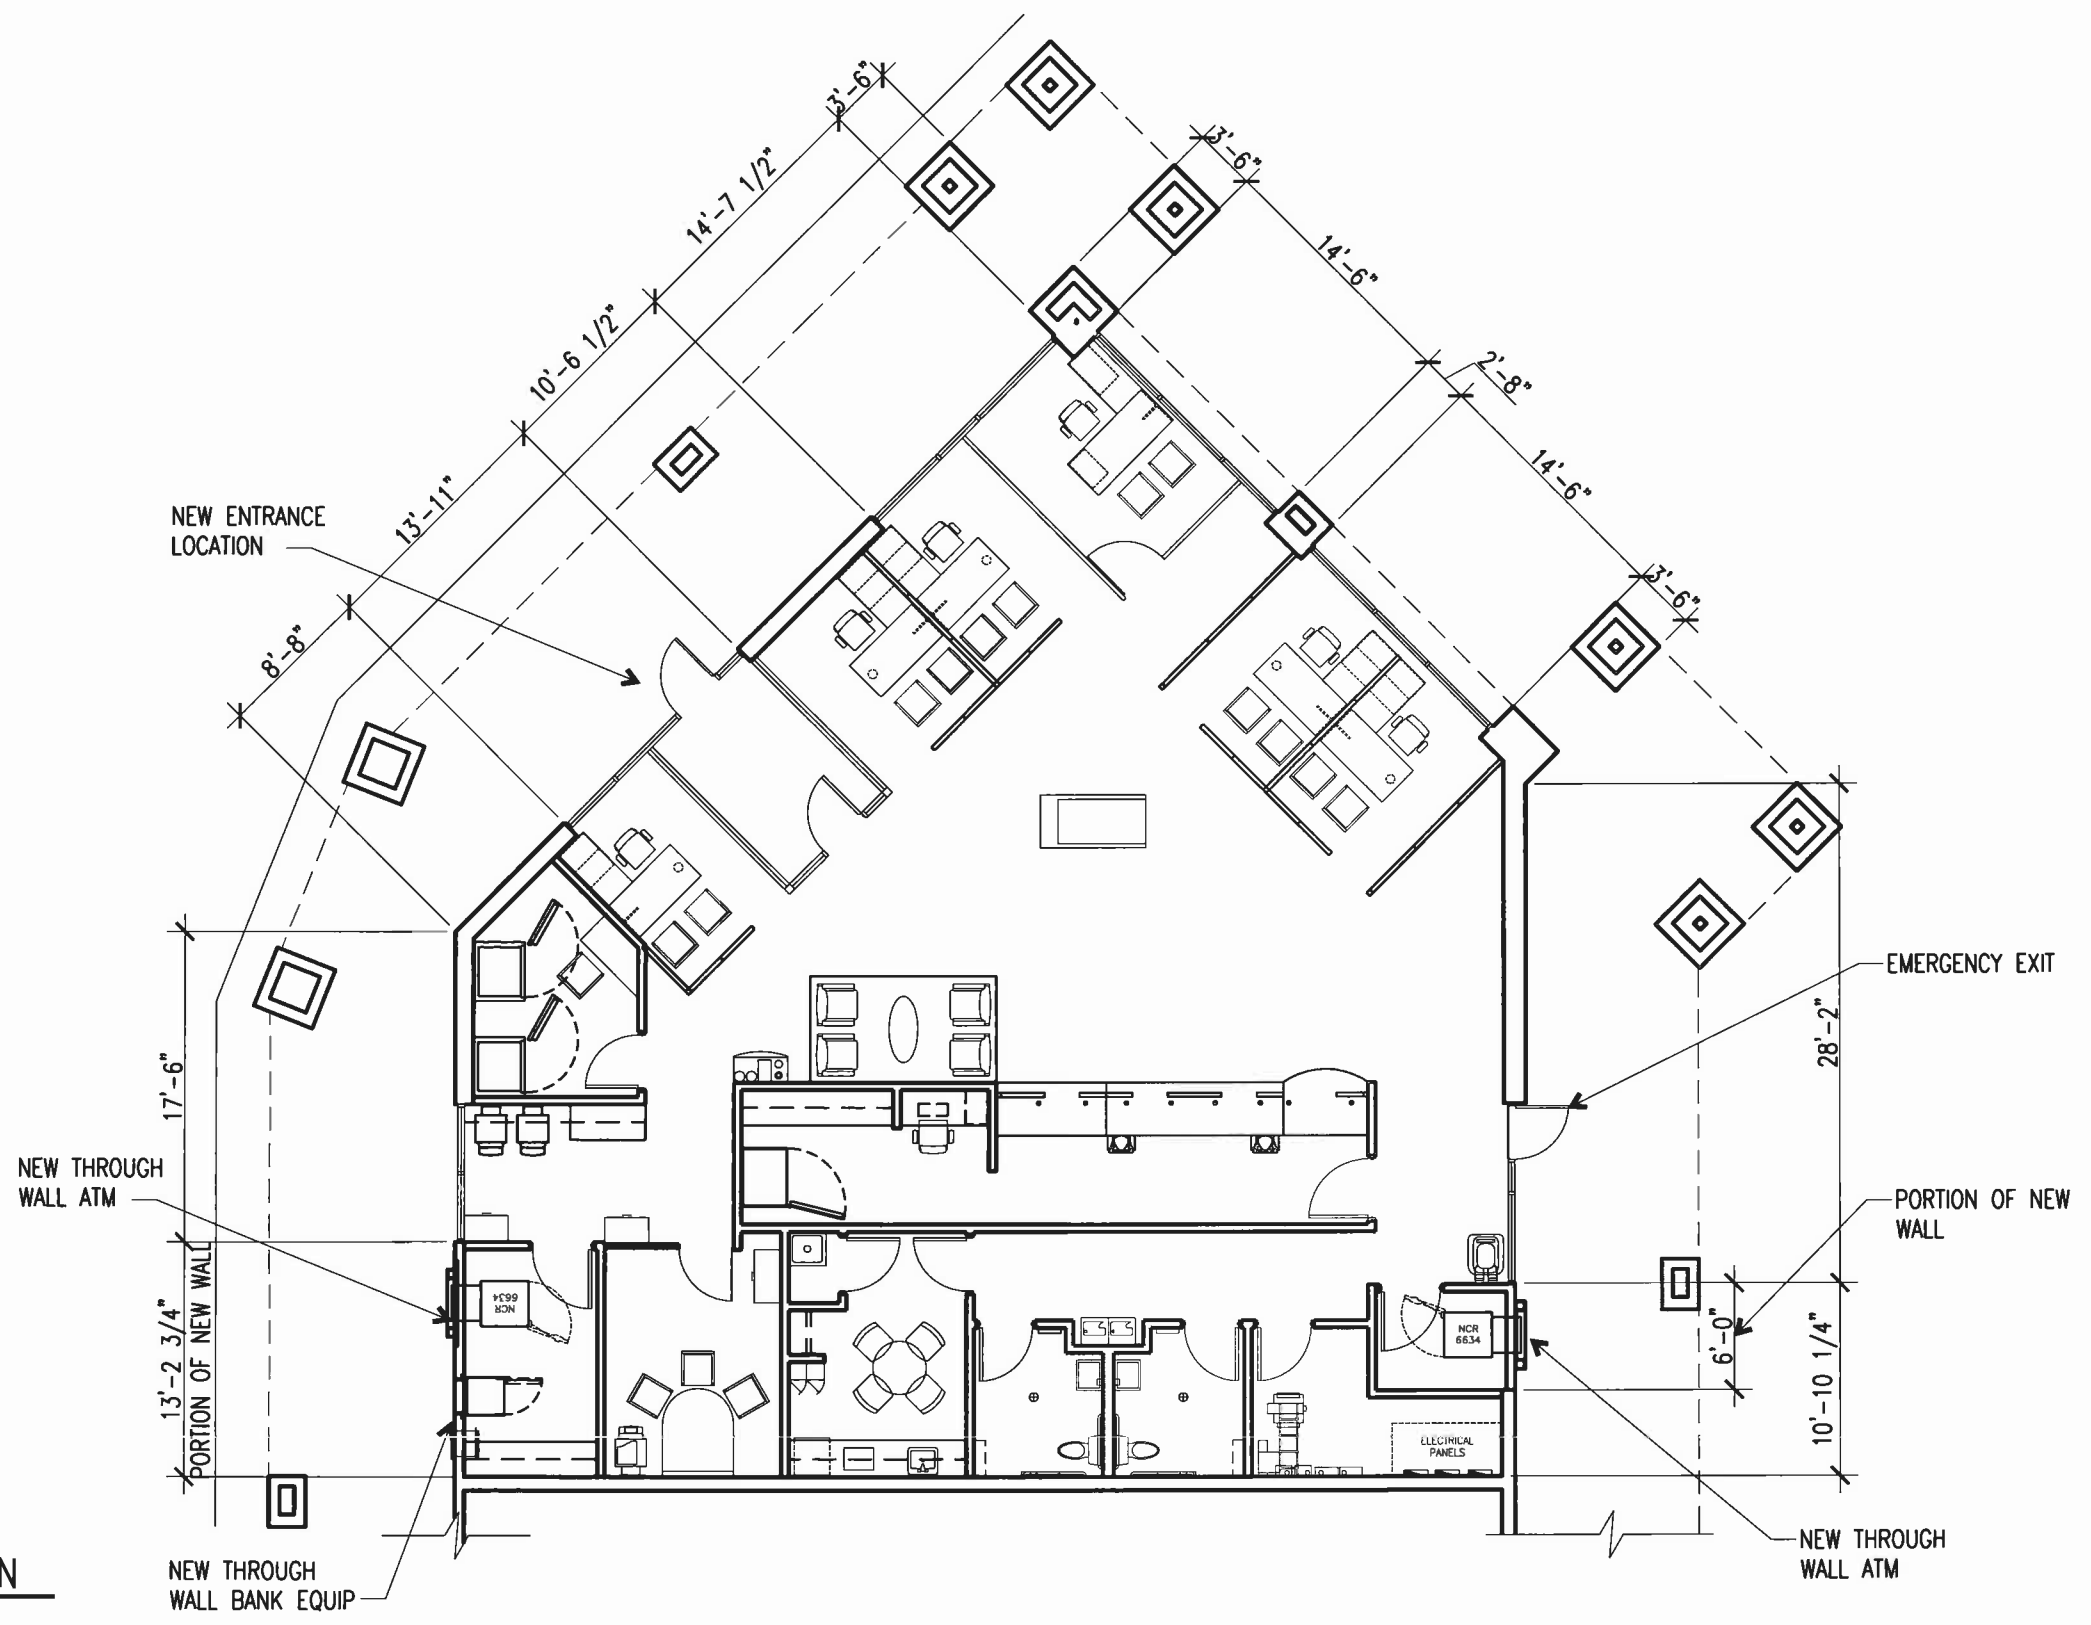 3'-6"
3'-6"
14'-7 1/2"
14'-6"
10'-6 1/2"
2'-8"
13'-11"
14'-6"
NEW ENTRANCE
LOCATION
3'-6"
8'-8"
EMERGENCY EXIT
28'-2"
17'-6"
NEW THROUGH
WALL ATM
PORTION OF NEW
WALL
NCR
6634
NCR
6634
13'-2 3/4"
PORTION OF NEW WALL
6'-0"
10'-10 1/4"
ELECTRICAL
PANELS
NEW THROUGH
WALL ATM
NEW THROUGH
WALL BANK EQUIP
N